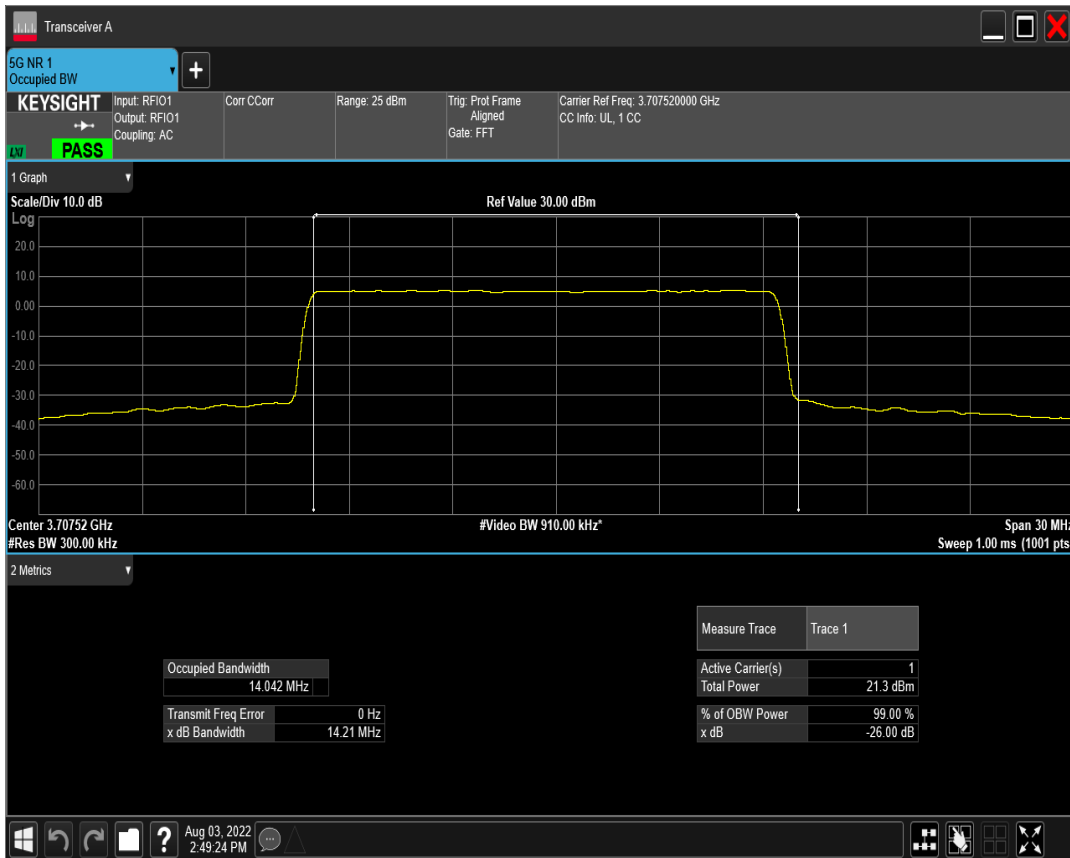 Transceiver A
5G NR 1
Occupied BW
KEYSIGHT
LXI
PASS
Input: RFIO1
Output: RFIO1
Coupling: AC
Corr CCorr
Range: 25 dBm
Trig: Prot Frame
Aligned
Gate: FFT
Carrier Ref Freq: 3.707520000 GHz
CC Info: UL, 1 CC
1 Graph
Scale/Div 10.0 dB
Ref Value 30.00 dBm
Log
20.0
10.0
0.00
-10.0
-20.0
-30.0
-40.0
-50.0
-60.0
Center 3.70752 GHz
#Video BW 910.00 kHz*
Span 30 MHz
#Res BW 300.00 kHz
Sweep 1.00 ms (1001 pts
2 Metrics
Measure Trace Trace 1
Occupied Bandwidth
14.042 MHz
Active Carrier(s) 1
Total Power 21.3 dBm
Transmit Freq Error 0 Hz
x dB Bandwidth 14.21 MHz
% of OBW Power 99.00 %
x dB -26.00 dB
?
Aug 03, 2022
2:49:24 PM